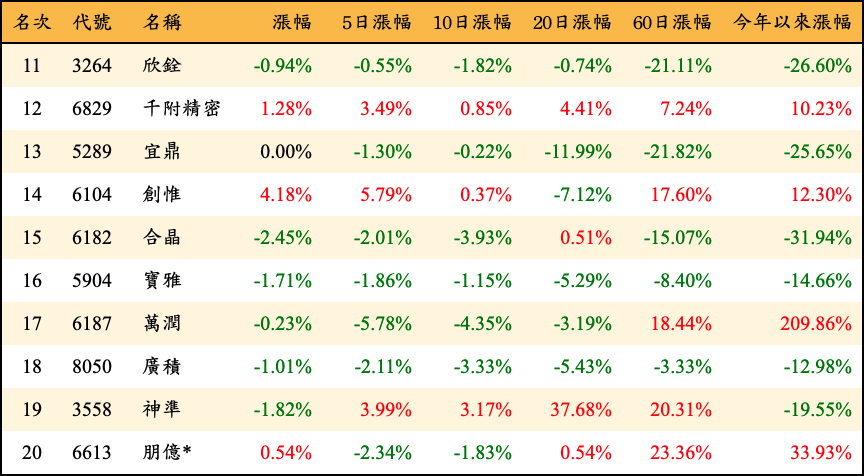 名次 代號 名稱 漲幅 5日漲幅 10日漲幅 20日漲幅 60日漲幅 今年以來漲幅
11 3264 欣銓 -0.94% -0.55% -1.82% -0.74% -21.11% -26.60%
12 6829 千附精密 1.28% 3.49% 0.85% 4.41% 7.24% 10.23%
13 5289 宜鼎 0.00% -1.30% -0.22% -11.99% -21.82% -25.65%
14 6104 創惟 4.18% 5.79% 0.37% -7.12% 17.60% 12.30%
15 6182 合晶 -2.45% -2.01% -3.93% 0.51% -15.07% -31.94%
16 5904 寶雅 -1.71% -1.86% -1.15% -5.29% -8.40% -14.66%
17 6187 萬潤 -0.23% -5.78% -4.35% -3.19% 18.44% 209.86%
18 8050 廣積 -1.01% -2.11% -3.33% -5.43% -3.33% -12.98%
19 3558 神準 -1.82% 3.99% 3.17% 37.68% 20.31% -19.55%
20 6613 朋億* 0.54% -2.34% -1.83% 0.54% 23.36% 33.93%